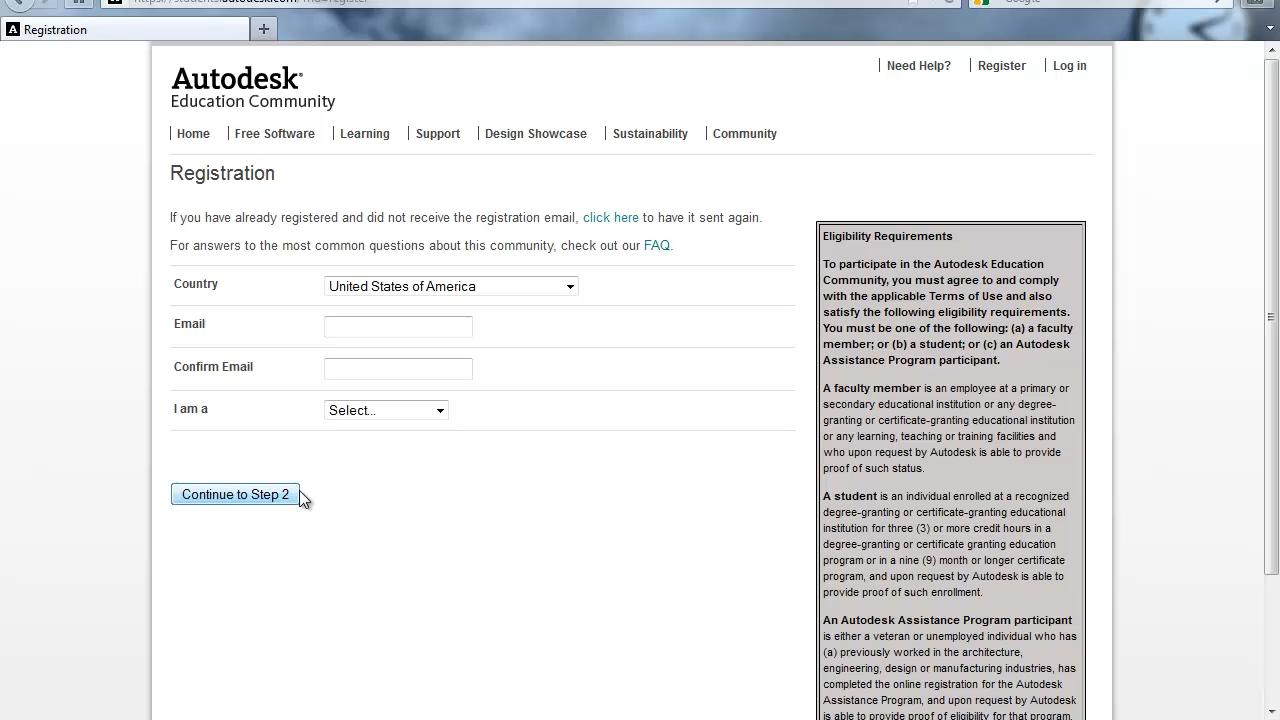 Registration
Autodesk®
Education Community
Need Help?
Register
Log in
Home
Free Software
Learning
Support
Design Showcase
Sustainability
Community
Registration
If you have already registered and did not receive the registration email, click here to have it sent again.
For answers to the most common questions about this community, check out our FAQ.
Country
United States of America
Email
Confirm Email
I am a
Select...
Continue to Step 2
Eligibility Requirements
To participate in the Autodesk Education
Community, you must agree to and comply
with the applicable Terms of Use and also
satisfy the following eligibility requirements.
You must be one of the following: (a) a faculty
member; or (b) a student; or (c) an Autodesk
Assistance Program participant.
A faculty member is an employee at a primary or
secondary educational institution or any degree-
granting or certificate-granting educational institution
or any learning, teaching or training facilities and
who upon request by Autodesk is able to provide
proof of such status.
A student is an individual enrolled at a recognized
degree-granting or certificate-granting educational
institution for three (3) or more credit hours in a
degree-granting or certificate granting education
program or in a nine (9) month or longer certificate
program, and upon request by Autodesk is able to
provide proof of such enrollment.
An Autodesk Assistance Program participant
is either a veteran or unemployed individual who has
(a) previously worked in the architecture,
engineering, design or manufacturing industries, has
completed the online registration for the Autodesk
Assistance Program, and upon request by Autodesk
is able to provide proof of eligibility for that program.